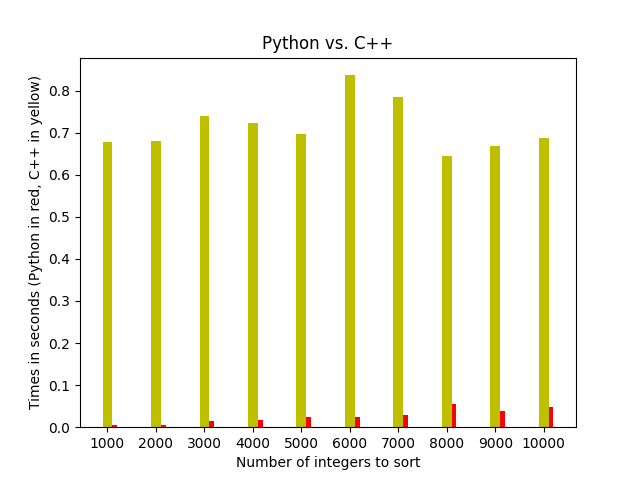 Python vs. C++
Times in seconds (Python in red, C++ in yellow)
0.8
0.7
0.6
0.5
0.4
0.3
0.2
0.1
0.0
1000 2000 3000 4000 5000 6000 7000 8000 9000 10000
Number of integers to sort